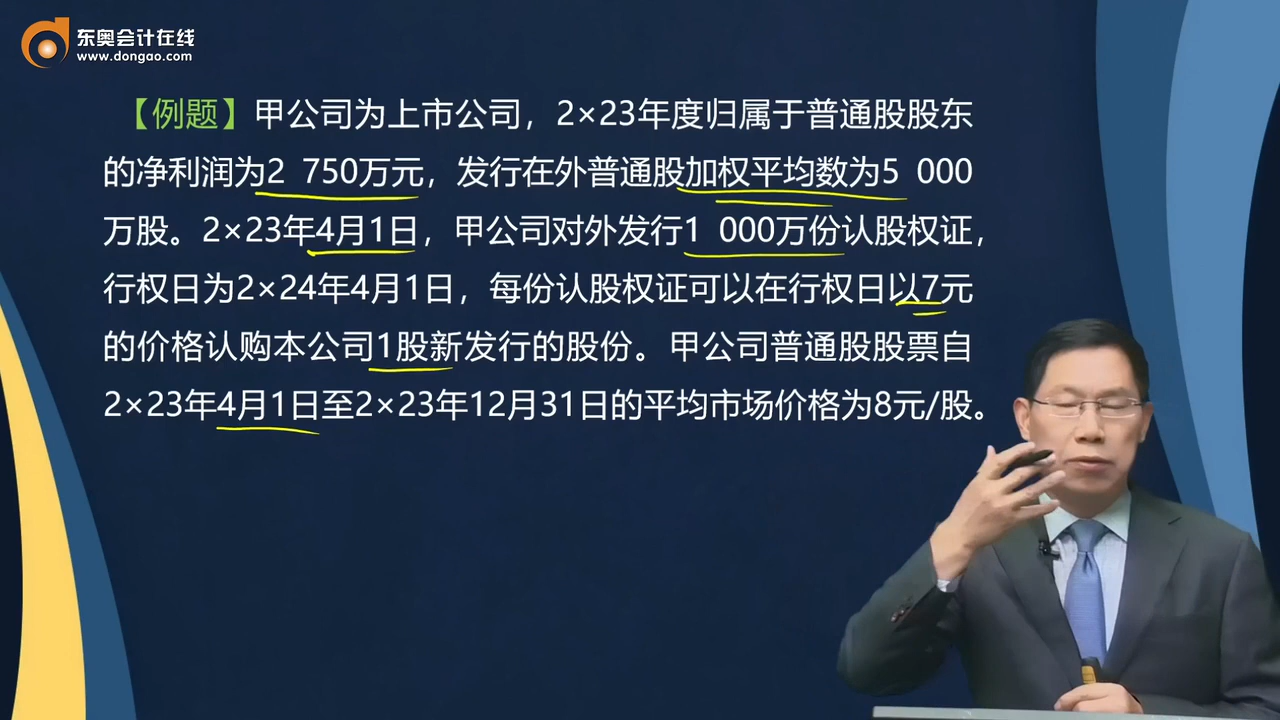 东奥会计在线
www.dongao.com
【例题】甲公司为上市公司，2×23年度归属于普通股股东
的净利润为2 750万元，发行在外普通股加权平均数为5 000
万股。2×23年4月1日，甲公司对外发行1 000万份认股权证，
行权日为2×24年4月1日，每份认股权证可以在行权日以7元
的价格认购本公司1股新发行的股份。甲公司普通股股票自
2×23年4月1日至2×23年12月31日的平均市场价格为8元/股。